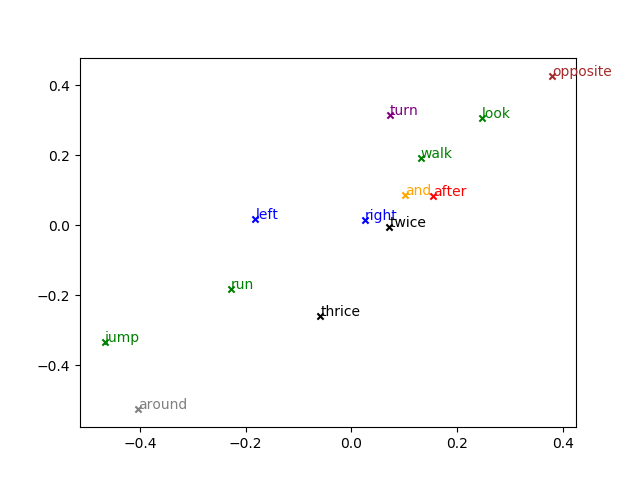 opposite
0.4
turn
look
0.2
walk
and
after
left
right
twice
0.0
run
−0.2
thrice
jump
−0.4
around
−0.4
−0.2
0.0
0.2
0.4